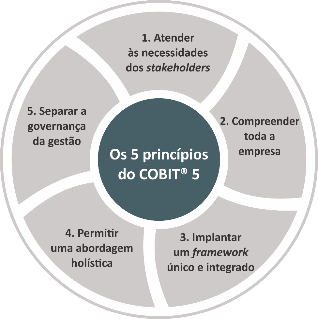 1. Atender
às necessidades
dos stakeholders
2. Compreender
toda a
empresa
3. Implantar
um framework
único e integrado
4. Permitir
uma abordagem
holística
5. Separar a
governança
da gestão
Os 5 princípios
do COBIT® 5